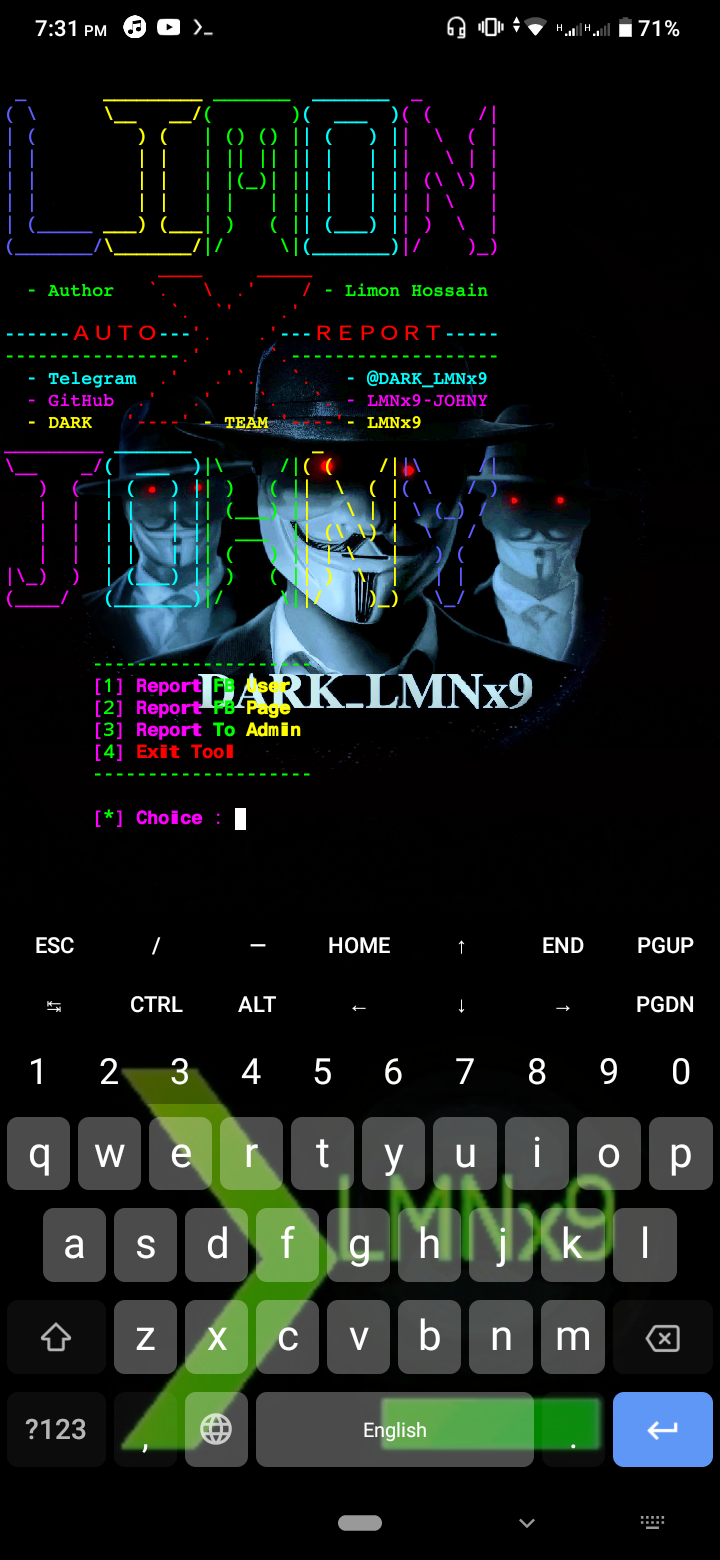 7:31 PM 71%
LIMON
X
- Author - Limon Hossain
------AUTO--- ---REPORT-----
- Telegram - @DARK_LMNx9
- GitHub - LMNx9-JOHNY
- DARK - TEAM - LMNx9
JOHNY
DARK_LMNx9
--------------------
[1] Report FB User
[2] Report FB Page
[3] Report To Admin
[4] Exit Tool
--------------------
[*] Choice :
ESC / — HOME ↑ END PGUP
↹ CTRL ALT ← ↓ → PGDN
1 2 3 4 5 6 7 8 9 0
q w e r t y u i o p
LMNx9
a s d f g h j k l
z x c v b n m
?123 , English .